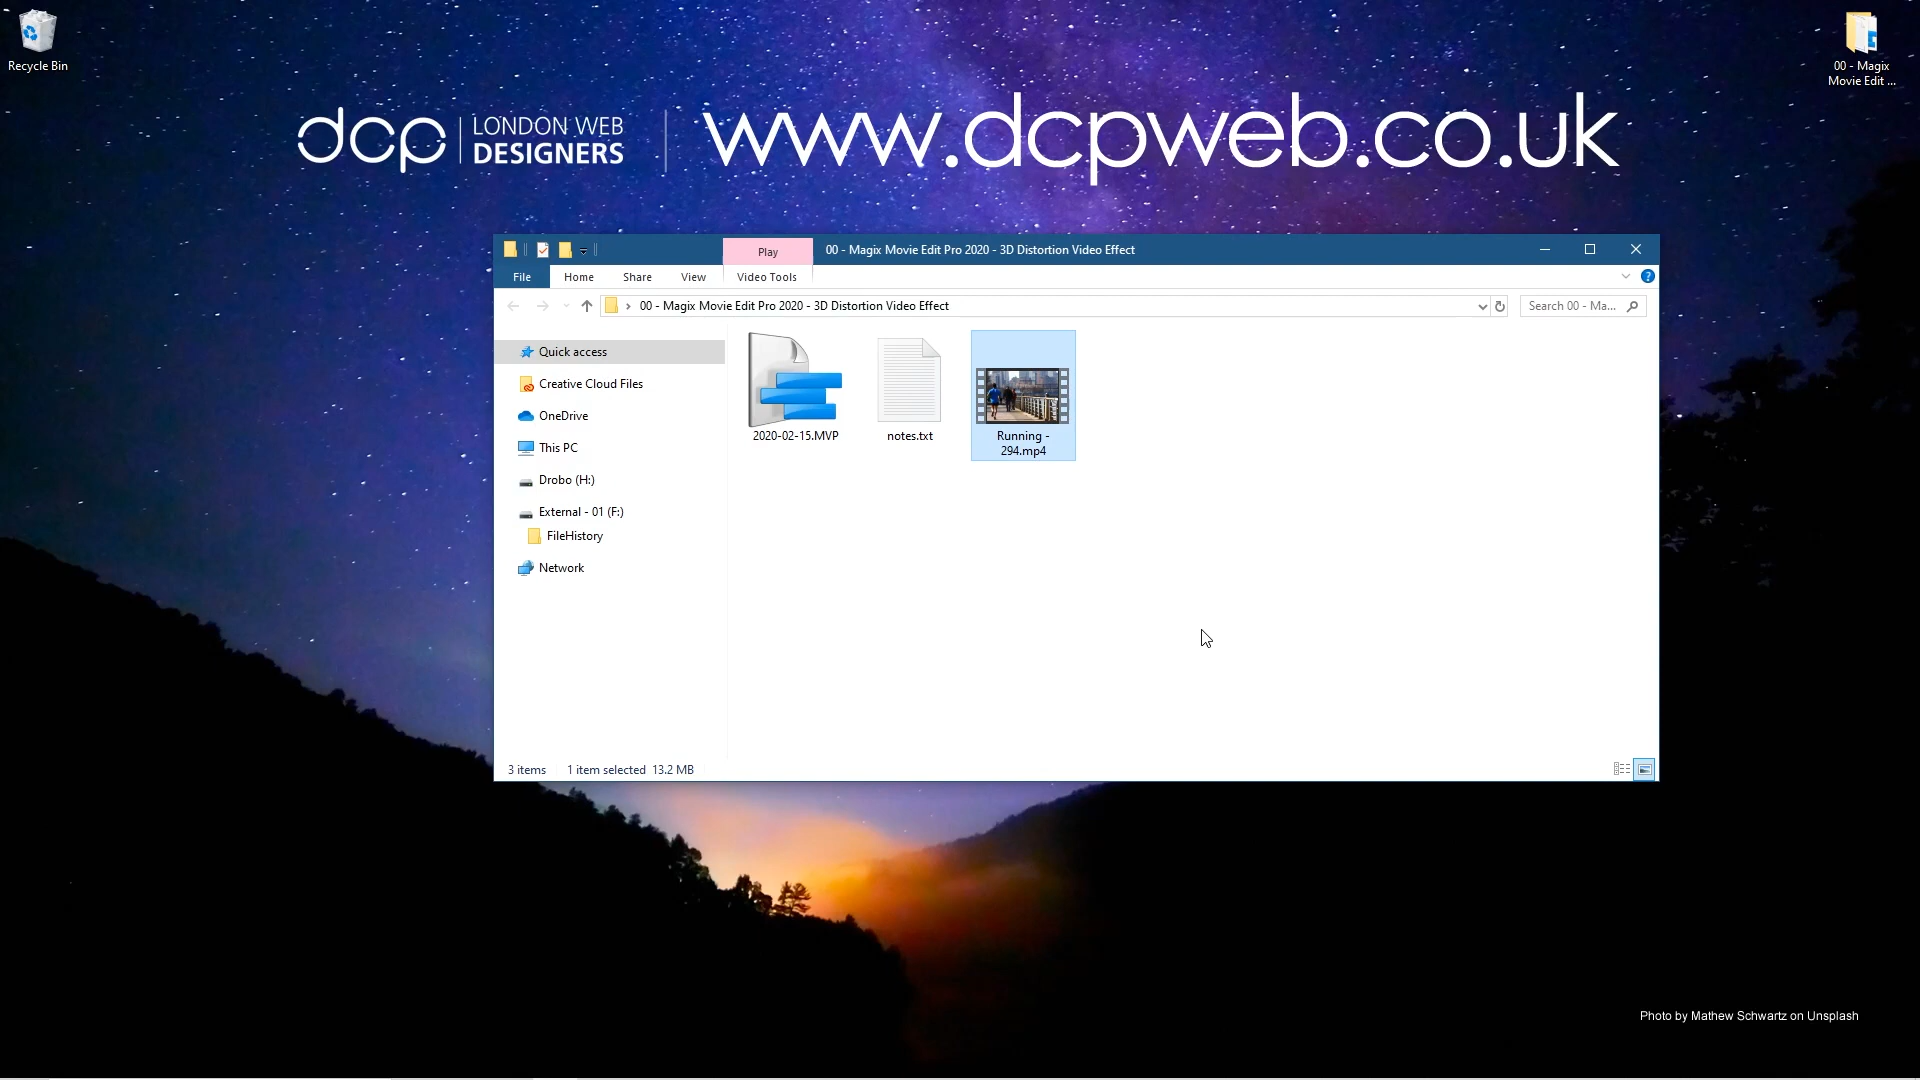 Recycle Bin
00 - Magix
Movie Edit ...
dcp
LONDON WEB
DESIGNERS
www.dcpweb.co.uk
Play
00 - Magix Movie Edit Pro 2020 - 3D Distortion Video Effect
File
Home
Share
View
Video Tools
00 - Magix Movie Edit Pro 2020 - 3D Distortion Video Effect
Search 00 - Ma...
Quick access
Creative Cloud Files
OneDrive
This PC
Drobo (H:)
External - 01 (F:)
FileHistory
Network
2020-02-15.MVP
notes.txt
Running -
294.mp4
3 items
1 item selected 13.2 MB
Photo by Mathew Schwartz on Unsplash